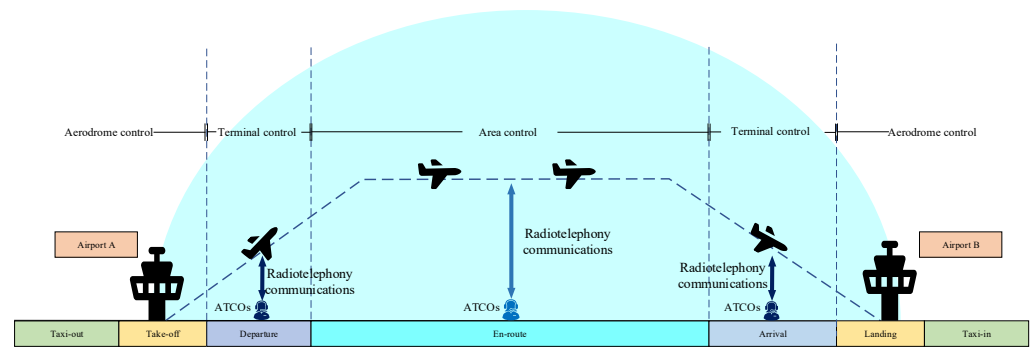 Aerodrome control
Terminal control
Area control
Terminal control
Aerodrome control
Airport A
Airport B
Radiotelephony
communications
Radiotelephony
communications
Radiotelephony
communications
ATCOs
ATCOs
ATCOs
Taxi-out
Take-off
Departure
En-route
Arrival
Landing
Taxi-in